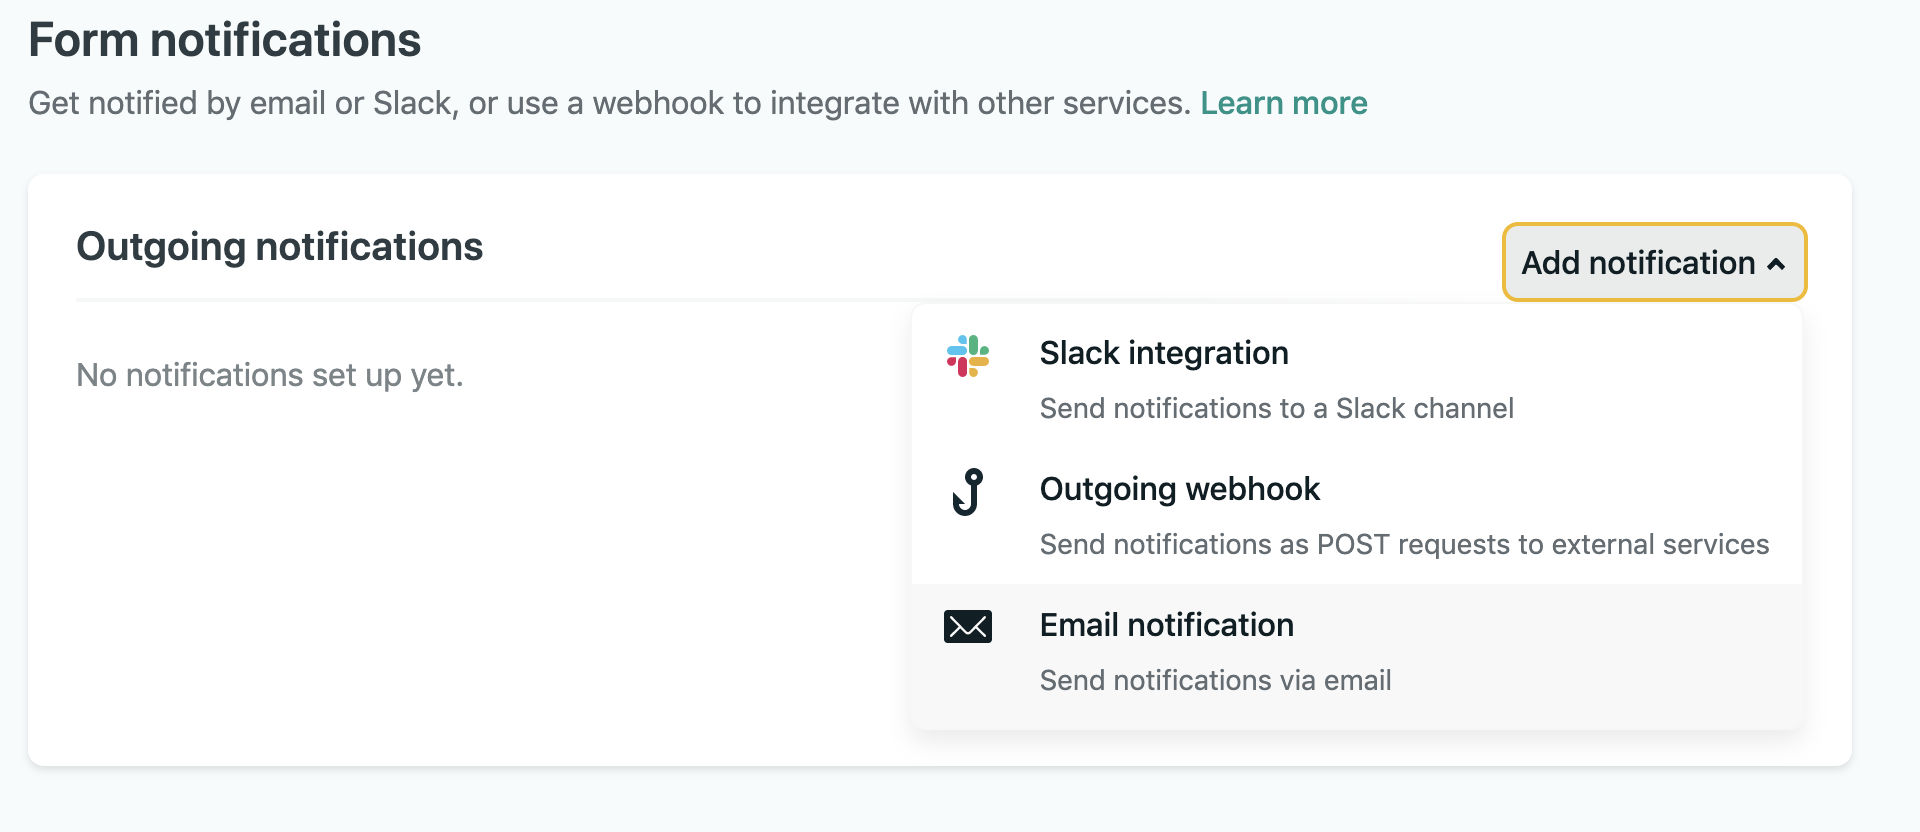 Form notifications
Get notified by email or Slack, or use a webhook to integrate with other services. Learn more
Outgoing notifications
Add notification
No notifications set up yet.
Slack integration
Send notifications to a Slack channel
Outgoing webhook
Send notifications as POST requests to external services
Email notification
Send notifications via email